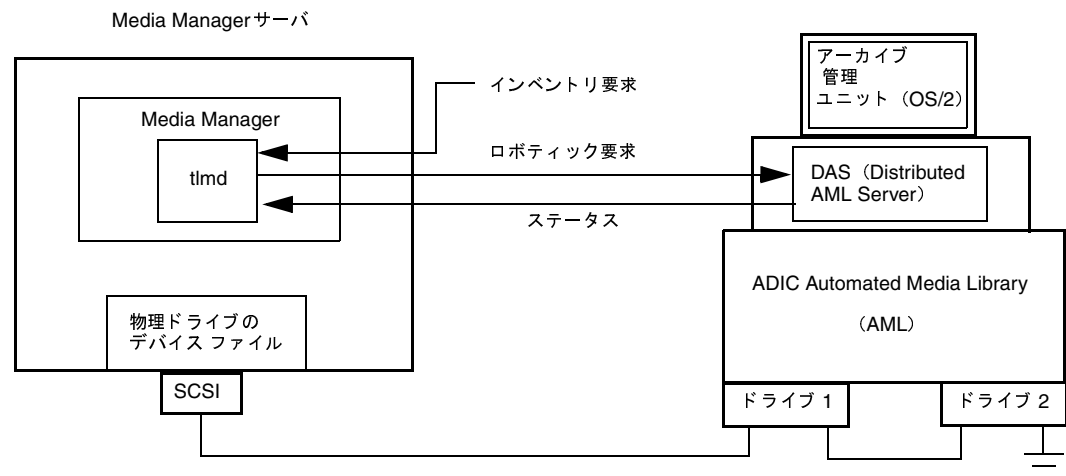 Media Managerサーバ
Media Manager
tlmd
インベントリ要求
ロボティック要求
ステータス
アーカイブ
管理
ユニット（OS/2）
DAS（Distributed
AML Server）
ADIC Automated Media Library
（AML）
物理ドライブの
デバイス ファイル
SCSI
ドライブ 1
ドライブ 2